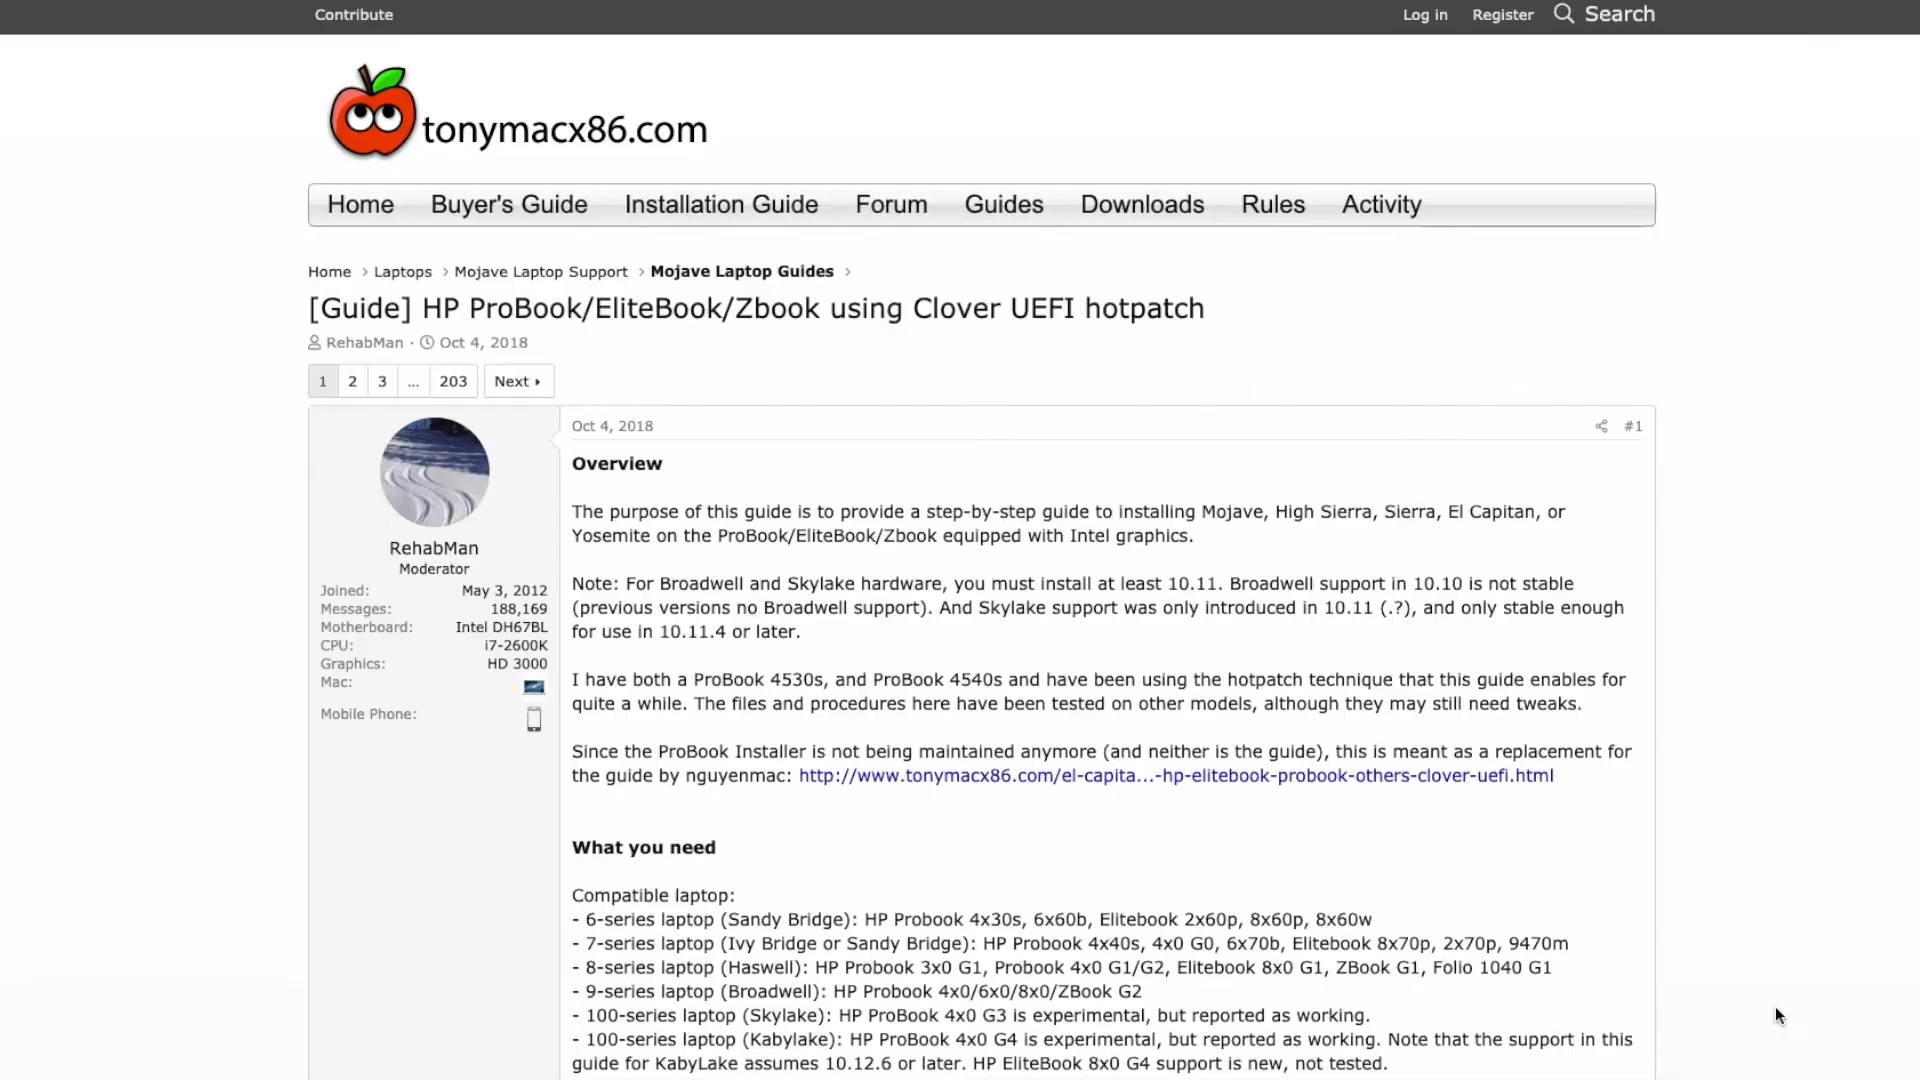 Contribute
Log in Register Search
tonymacx86.com
Home Buyer's Guide Installation Guide Forum Guides Downloads Rules Activity
Home › Laptops › Mojave Laptop Support › Mojave Laptop Guides ›
[Guide] HP ProBook/EliteBook/Zbook using Clover UEFI hotpatch
RehabMan · Oct 4, 2018
1 2 3 ... 203 Next ▸
RehabMan
Moderator
Joined: May 3, 2012
Messages: 188,169
Motherboard: Intel DH67BL
CPU: i7-2600K
Graphics: HD 3000
Mac:
Mobile Phone:
Oct 4, 2018 #1
Overview
The purpose of this guide is to provide a step-by-step guide to installing Mojave, High Sierra, Sierra, El Capitan, or
Yosemite on the ProBook/EliteBook/Zbook equipped with Intel graphics.
Note: For Broadwell and Skylake hardware, you must install at least 10.11. Broadwell support in 10.10 is not stable
(previous versions no Broadwell support). And Skylake support was only introduced in 10.11 (.?), and only stable enough
for use in 10.11.4 or later.
I have both a ProBook 4530s, and ProBook 4540s and have been using the hotpatch technique that this guide enables for
quite a while. The files and procedures here have been tested on other models, although they may still need tweaks.
Since the ProBook Installer is not being maintained anymore (and neither is the guide), this is meant as a replacement for
the guide by nguyenmac: http://www.tonymacx86.com/el-capita...-hp-elitebook-probook-others-clover-uefi.html
What you need
Compatible laptop:
- 6-series laptop (Sandy Bridge): HP Probook 4x30s, 6x60b, Elitebook 2x60p, 8x60p, 8x60w
- 7-series laptop (Ivy Bridge or Sandy Bridge): HP Probook 4x40s, 4x0 G0, 6x70b, Elitebook 8x70p, 2x70p, 9470m
- 8-series laptop (Haswell): HP Probook 3x0 G1, Probook 4x0 G1/G2, Elitebook 8x0 G1, ZBook G1, Folio 1040 G1
- 9-series laptop (Broadwell): HP Probook 4x0/6x0/8x0/ZBook G2
- 100-series laptop (Skylake): HP ProBook 4x0 G3 is experimental, but reported as working.
- 100-series laptop (Kabylake): HP ProBook 4x0 G4 is experimental, but reported as working. Note that the support in this
guide for KabyLake assumes 10.12.6 or later. HP EliteBook 8x0 G4 support is new, not tested.